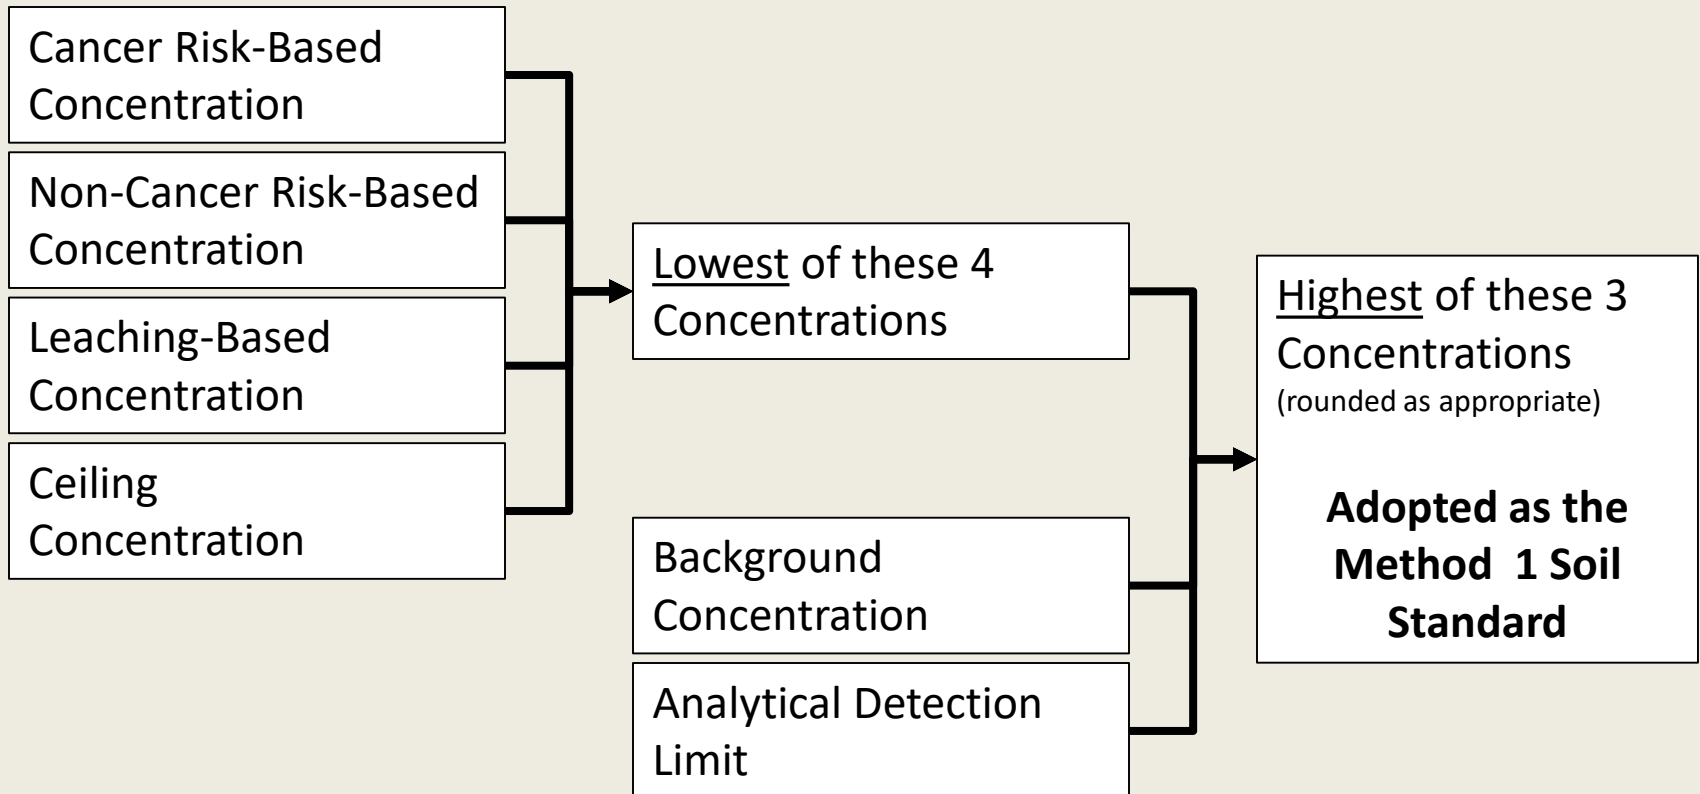 Cancer Risk-Based
Concentration
Non-Cancer Risk-Based
Concentration
Leaching-Based
Concentration
Ceiling
Concentration
Lowest of these 4
Concentrations
Background
Concentration
Analytical Detection
Limit
Highest of these 3
Concentrations
(rounded as appropriate)
Adopted as the
Method 1 Soil
Standard